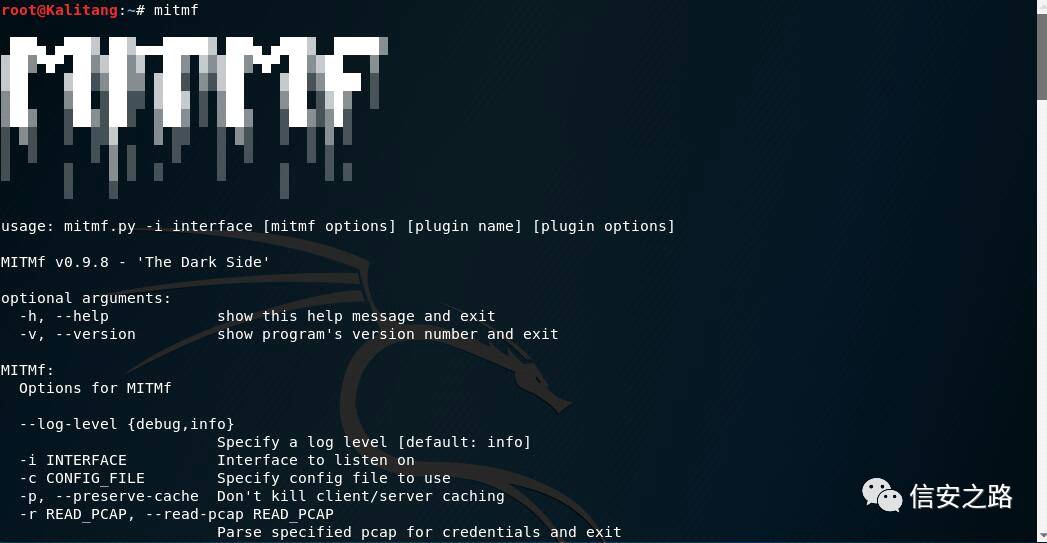 root@Kalitang:~# mitmf
MITMF
usage: mitmf.py -i interface [mitmf options] [plugin name] [plugin options]
MITMf v0.9.8 - 'The Dark Side'
optional arguments:
-h, --help show this help message and exit
-v, --version show program's version number and exit
MITMf:
Options for MITMf
--log-level {debug,info}
Specify a log level [default: info]
-i INTERFACE Interface to listen on
-c CONFIG_FILE Specify config file to use
-p, --preserve-cache Don't kill client/server caching
-r READ_PCAP, --read-pcap READ_PCAP
Parse specified pcap for credentials and exit
信安之路